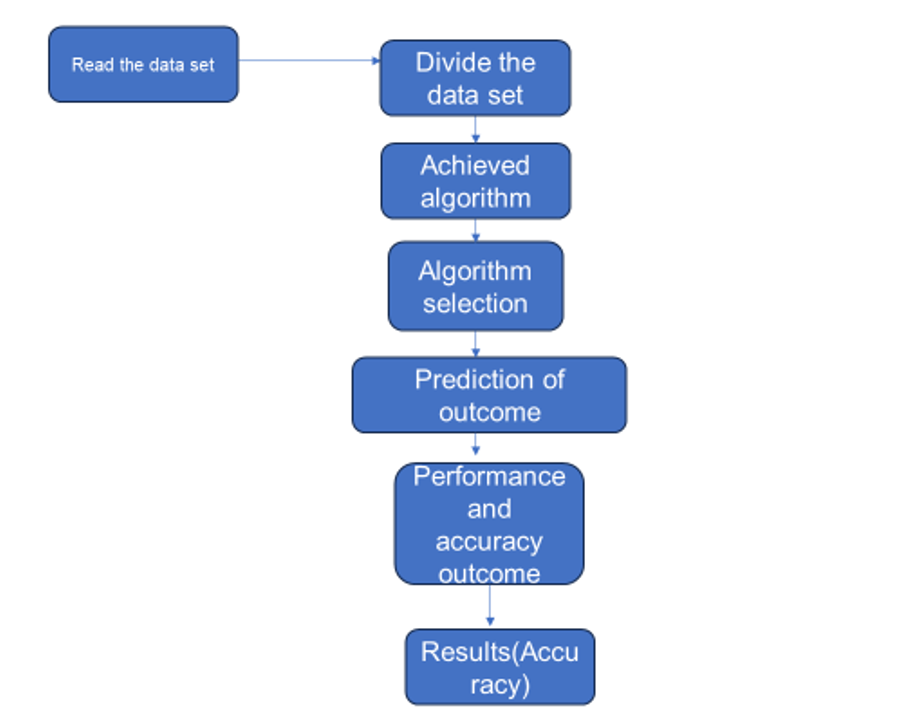 Read the data set
Divide the
data set
Achieved
algorithm
Algorithm
selection
Prediction of
outcome
Performance
and
accuracy
outcome
Results(Accu
racy)